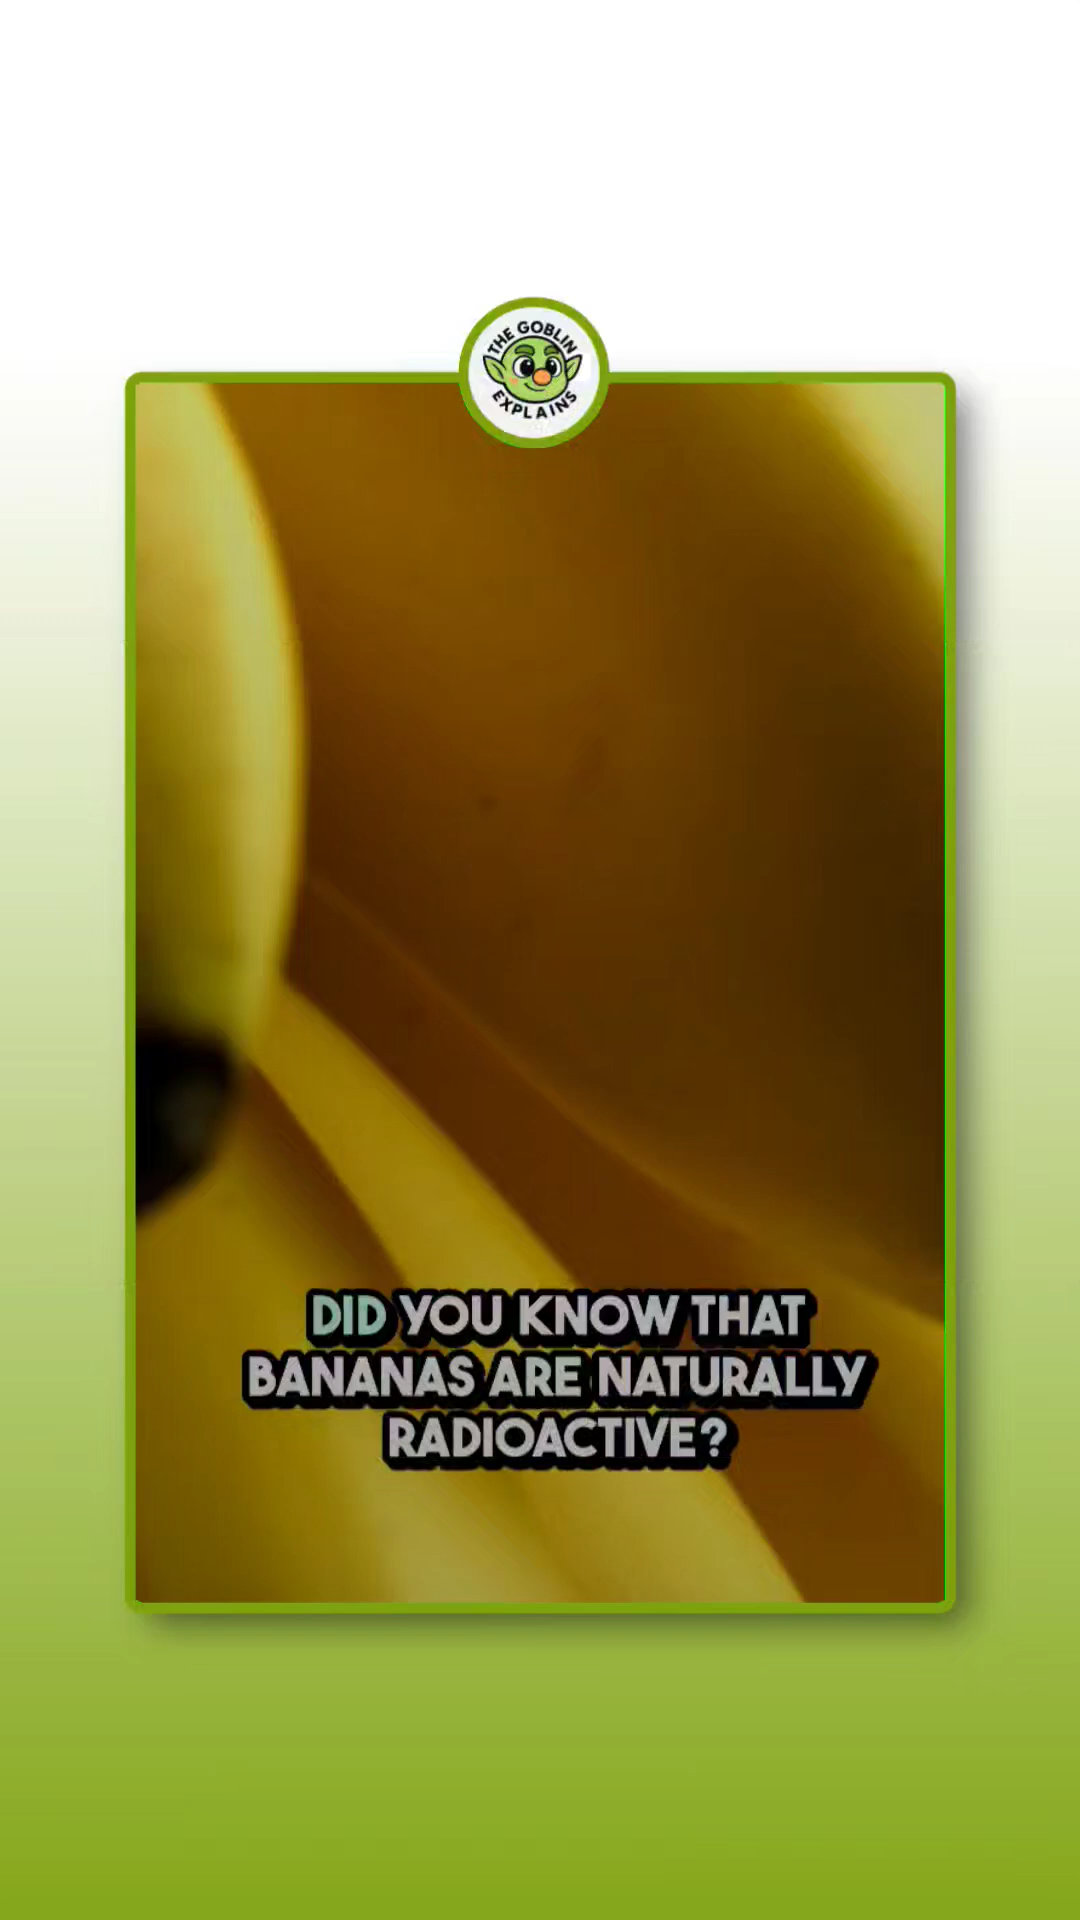 THE GOBLIN
EXPLAINS
DID YOU KNOW THAT
BANANAS ARE NATURALLY
RADIOACTIVE?